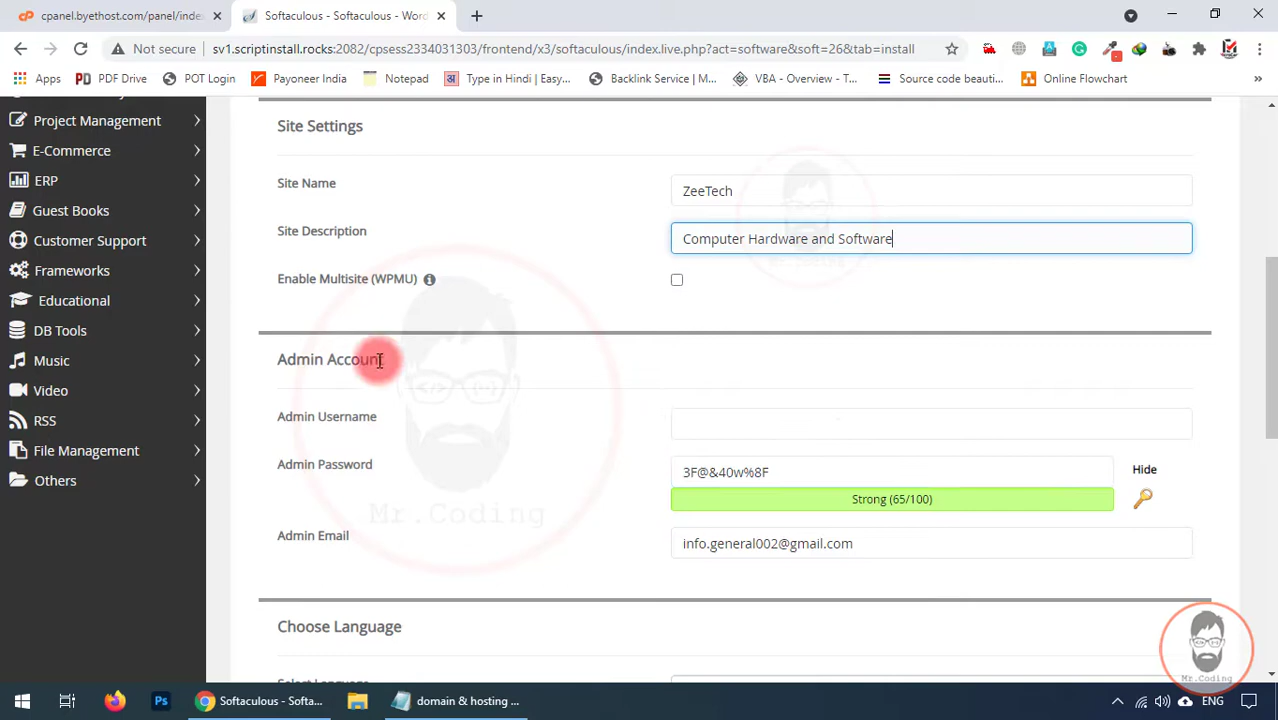 cpanel.byethost.com/panel/index
Softaculous - Softaculous - Word
Not secure
sv1.scriptinstall.rocks:2082/cpsess2334031303/frontend/x3/softaculous/index.live.php?act=software&soft=26&tab=install
Apps
PDF Drive
POT Login
Payoneer India
Notepad
Type in Hindi | Easy...
Backlink Service | M...
VBA - Overview - T...
Source code beauti...
Online Flowchart
»
Project Management
E-Commerce
ERP
Guest Books
Customer Support
Frameworks
Educational
DB Tools
Music
Video
RSS
File Management
Others
Site Settings
Site Name
ZeeTech
Site Description
Computer Hardware and Software
Enable Multisite (WPMU)
Admin Account
Admin Username
Admin Password
3F@&40w%8F
Hide
Strong (65/100)
Admin Email
info.general002@gmail.com
Mr.Coding
Choose Language
Mr.Coding
Ps
Softaculous - Softa...
domain & hosting ...
ENG